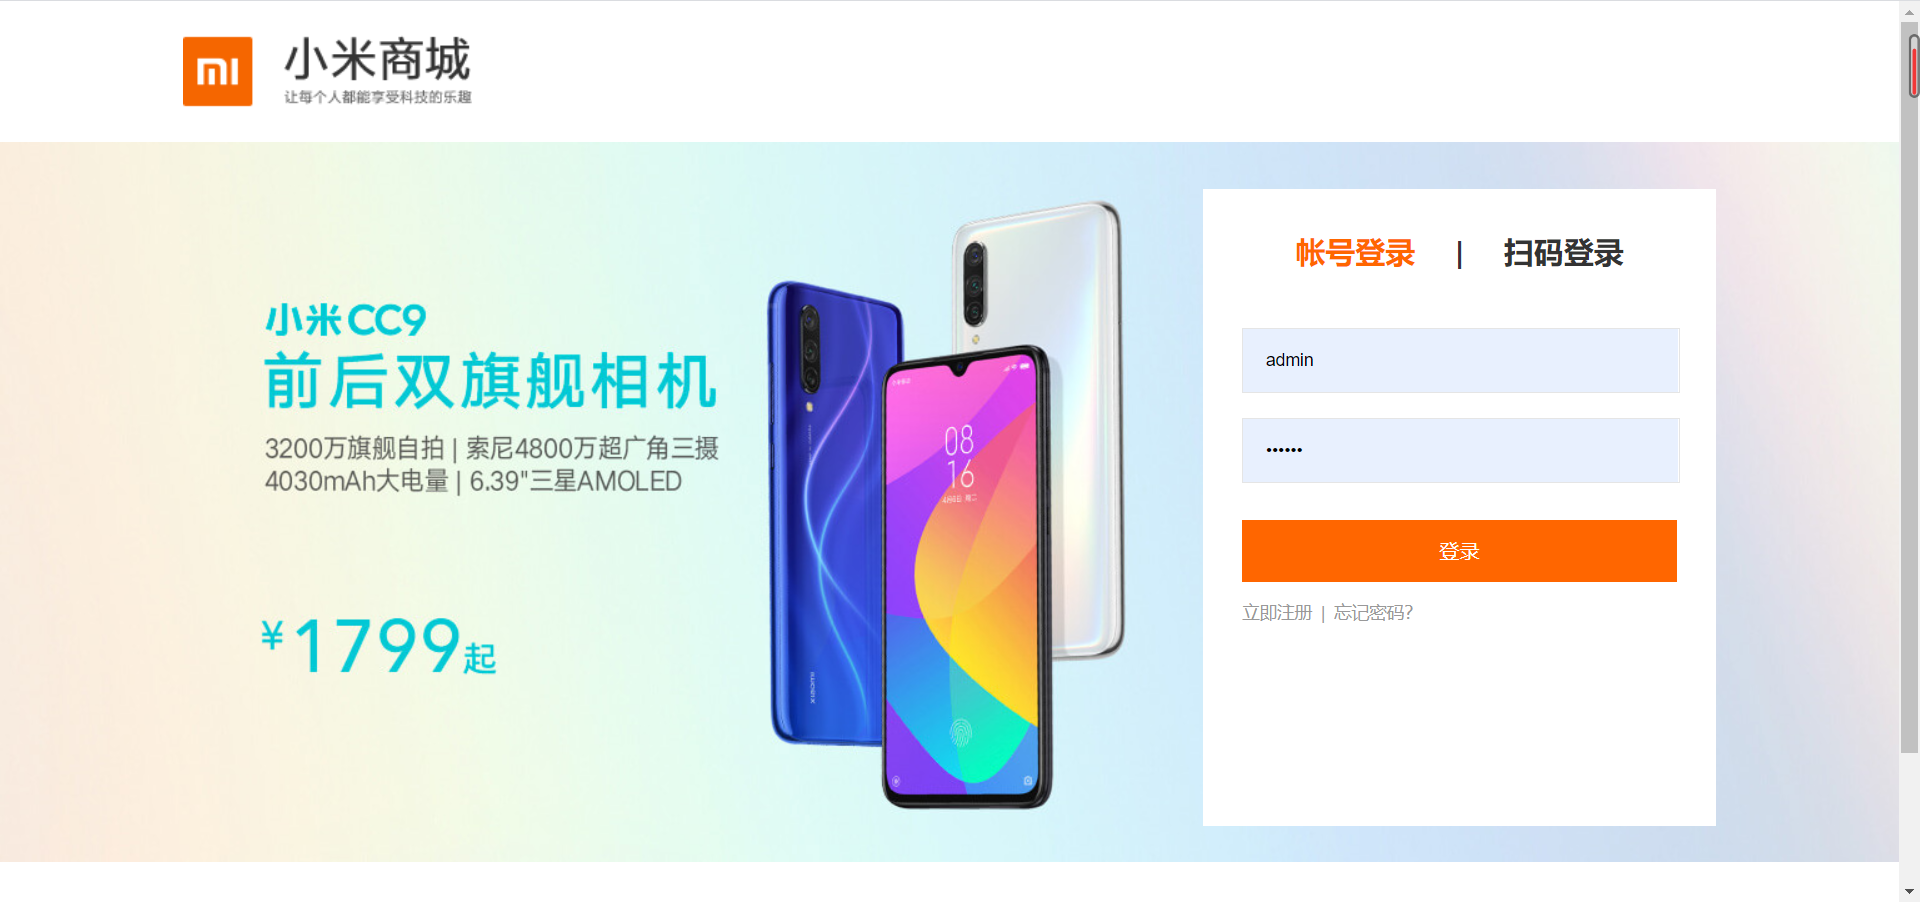 小米商城
让每个人都能享受科技的乐趣
帐号登录 | 扫码登录
小米CC9
前后双旗舰相机
3200万旗舰自拍 | 索尼4800万超广角三摄
4030mAh大电量 | 6.39"三星AMOLED
¥1799起
08
16
XIAOMI
admin
••••••
登录
立即注册 | 忘记密码?